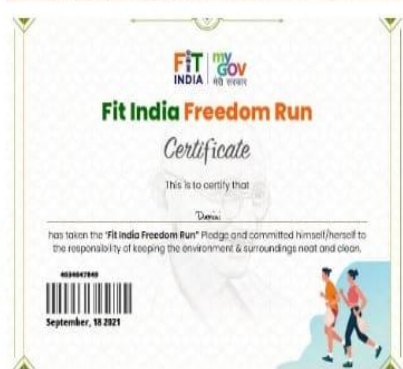 FIT INDIA
my GOV
मेरी सरकार
Fit India Freedom Run
Certificate
This is to certify that
has taken the "Fit India Freedom Run" Pledge and committed himself/herself to
the responsibility of keeping the environment & surroundings neat and clean.
September, 18 2021